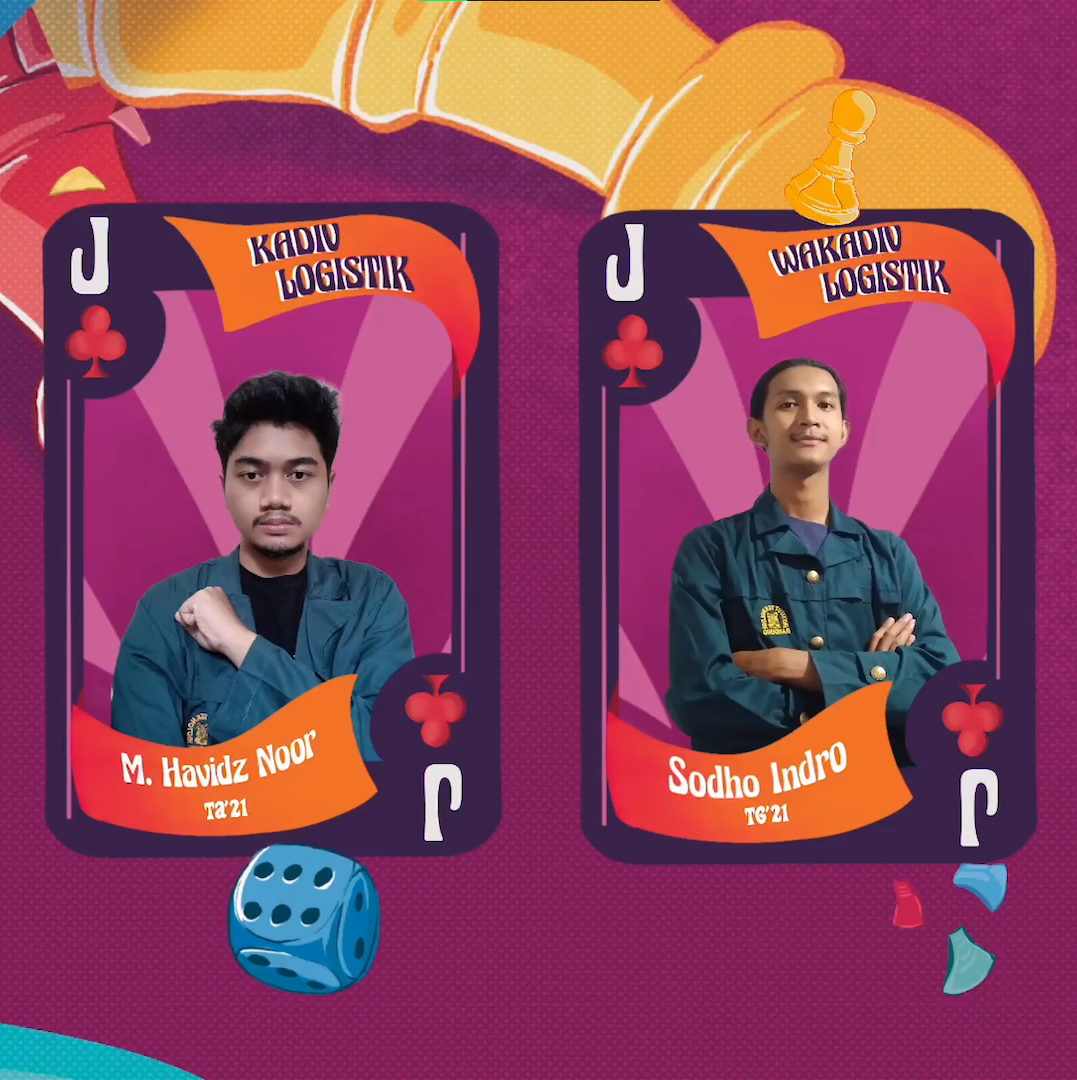 J
KADIV
LOGISTIK
M. Havidz Noor
TA'21
J
J
WAKADIV
LOGISTIK
Sodho Indro
TG'21
J